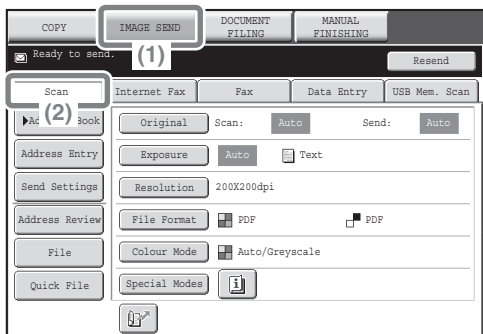 COPY IMAGE SEND DOCUMENT FILING MANUAL FINISHING
Ready to send. (1) Resend
Scan Internet Fax Fax Data Entry USB Mem. Scan
(2)
Original Scan: Auto Send: Auto
Address Entry Exposure Auto Text
Send Settings Resolution 200X200dpi
Address Review File Format PDF PDF
File Colour Mode Auto/Greyscale
Quick File Special Modes